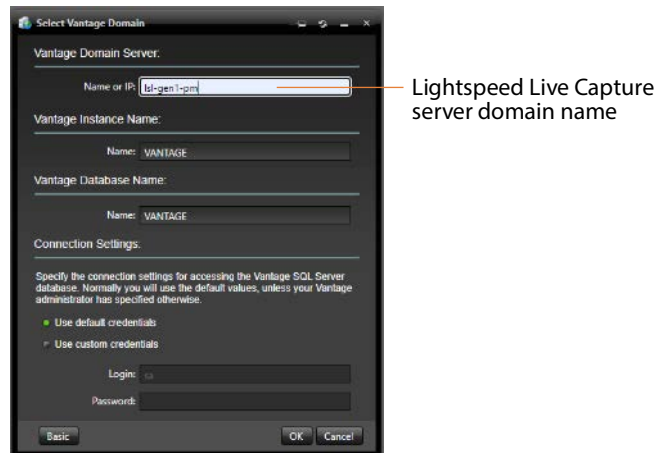 Select Vantage Domain
Vantage Domain Server:
Name or IP: lsl-gen1-pm
Lightspeed Live Capture
server domain name
Vantage Instance Name:
Name: VANTAGE
Vantage Database Name:
Name: VANTAGE
Connection Settings:
Specify the connection settings for accessing the Vantage SQL Server
database. Normally you will use the default values, unless your Vantage
administrator has specified otherwise.
Use default credentials
Use custom credentials
Login: sa
Password:
Basic OK Cancel